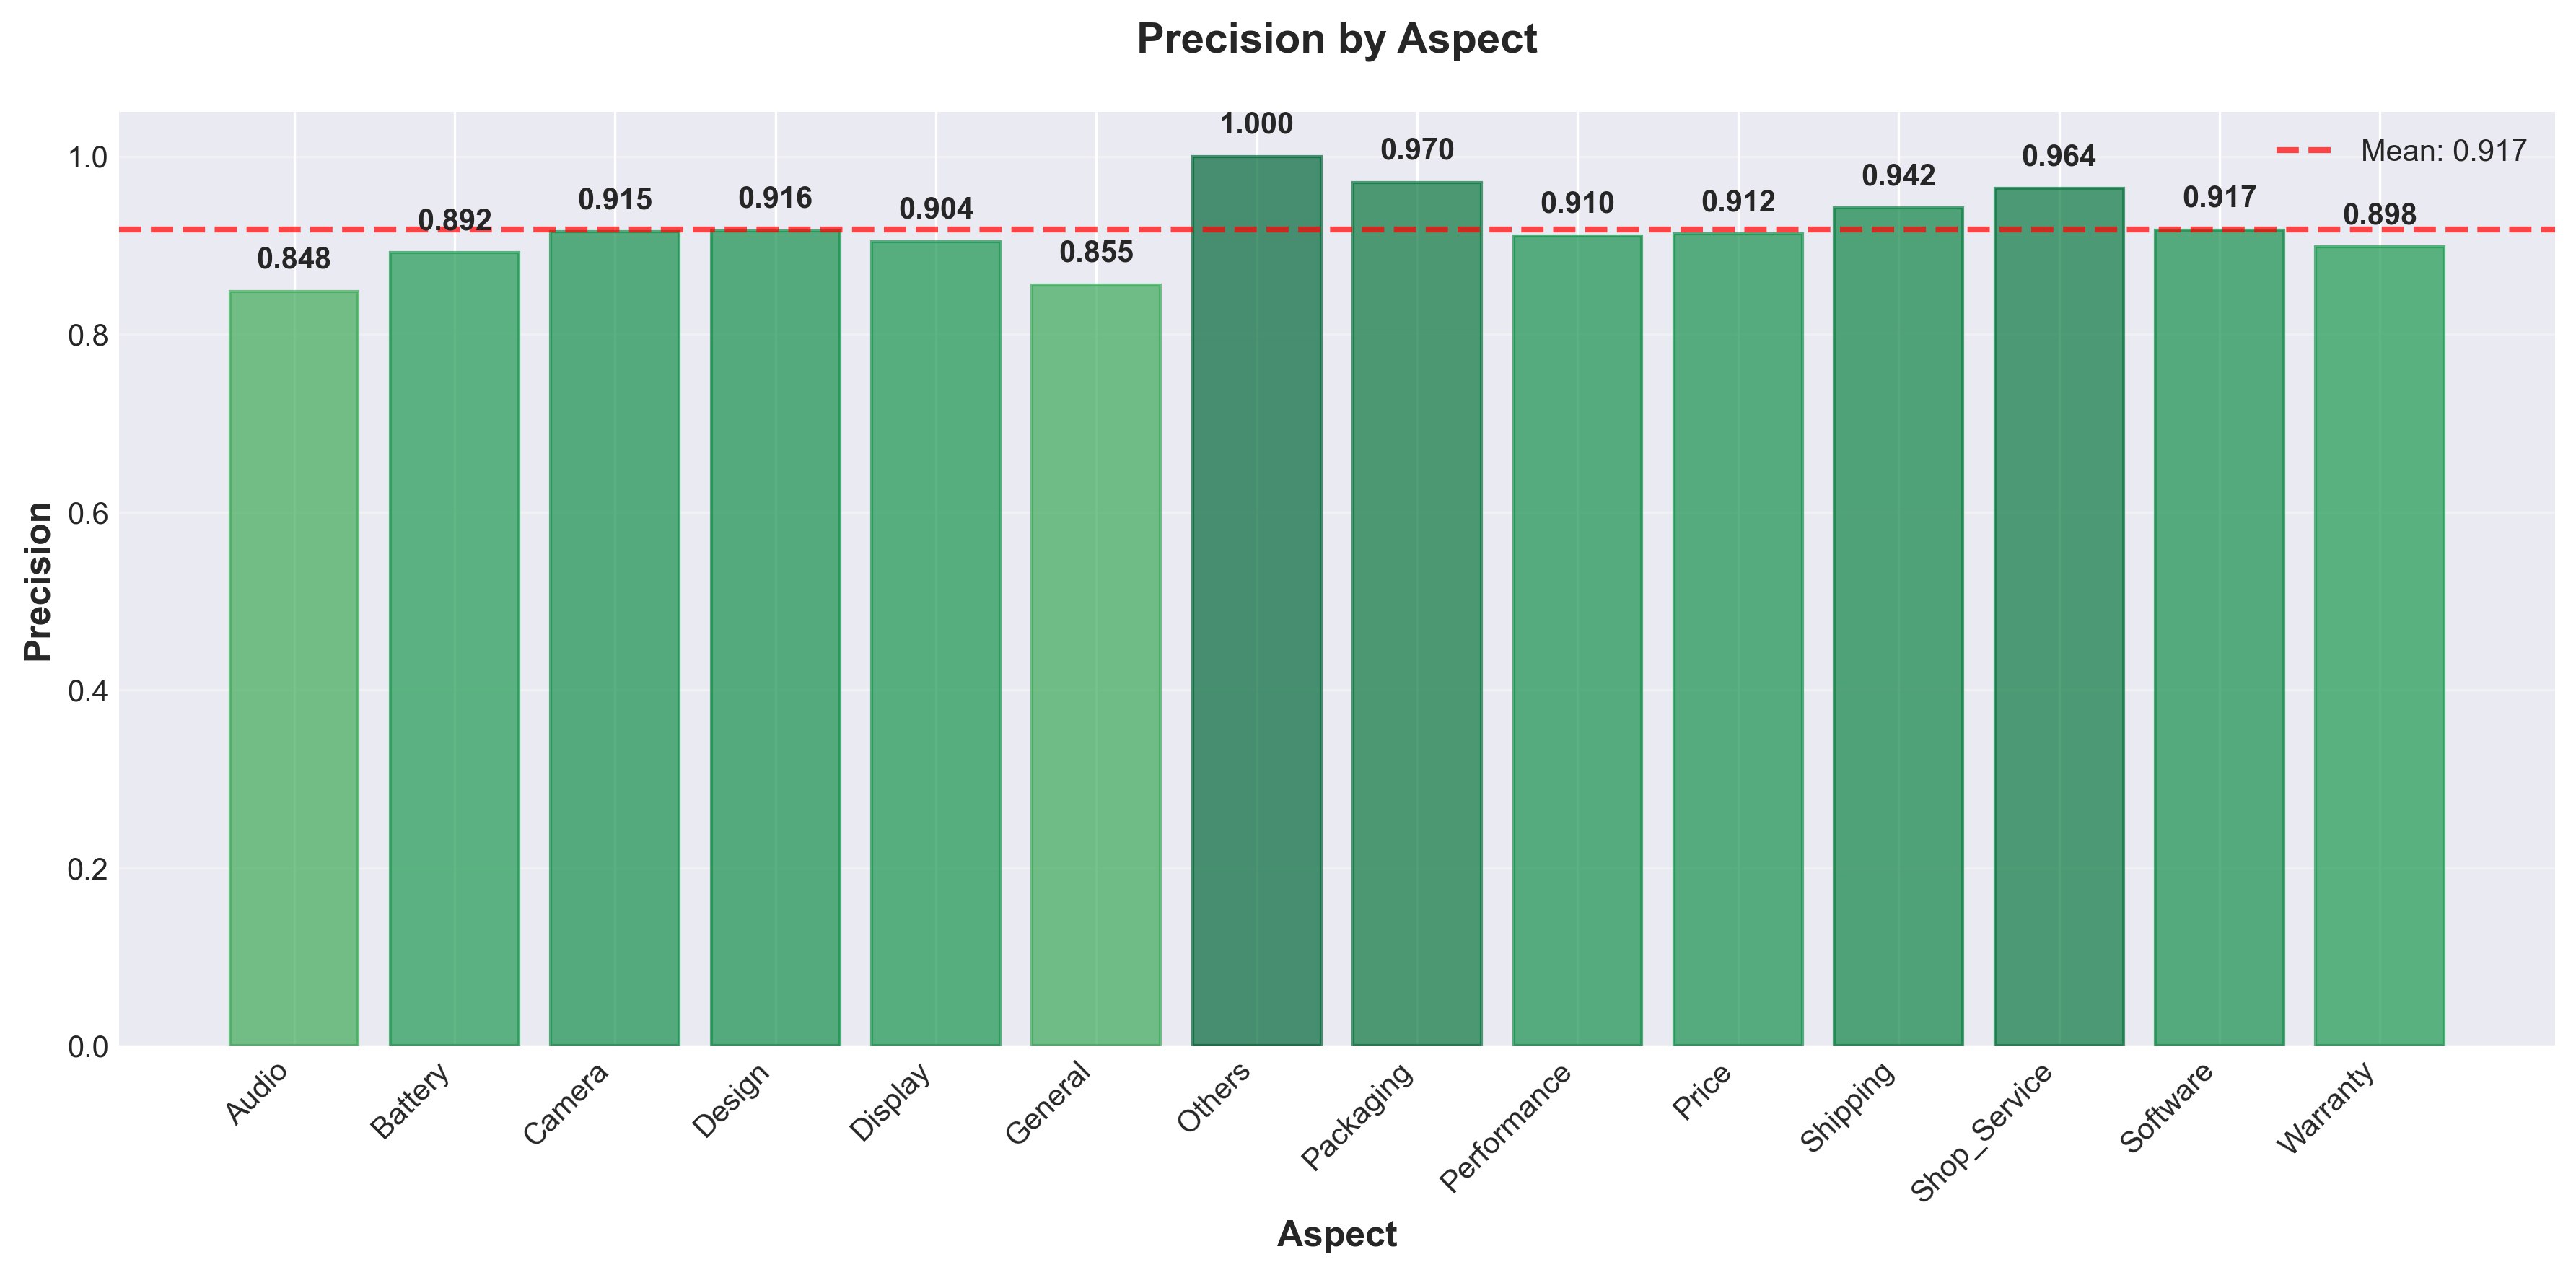 Precision by Aspect
1.000
0.970
0.964
Mean: 0.917
0.942
0.915
0.916
0.904
0.910
0.912
0.917
0.892
0.898
0.848
0.855
1.0
0.8
0.6
0.4
0.2
0.0
Precision
Audio
Battery
Camera
Design
Display
General
Others
Packaging
Performance
Price
Shipping
Shop_Service
Software
Warranty
Aspect